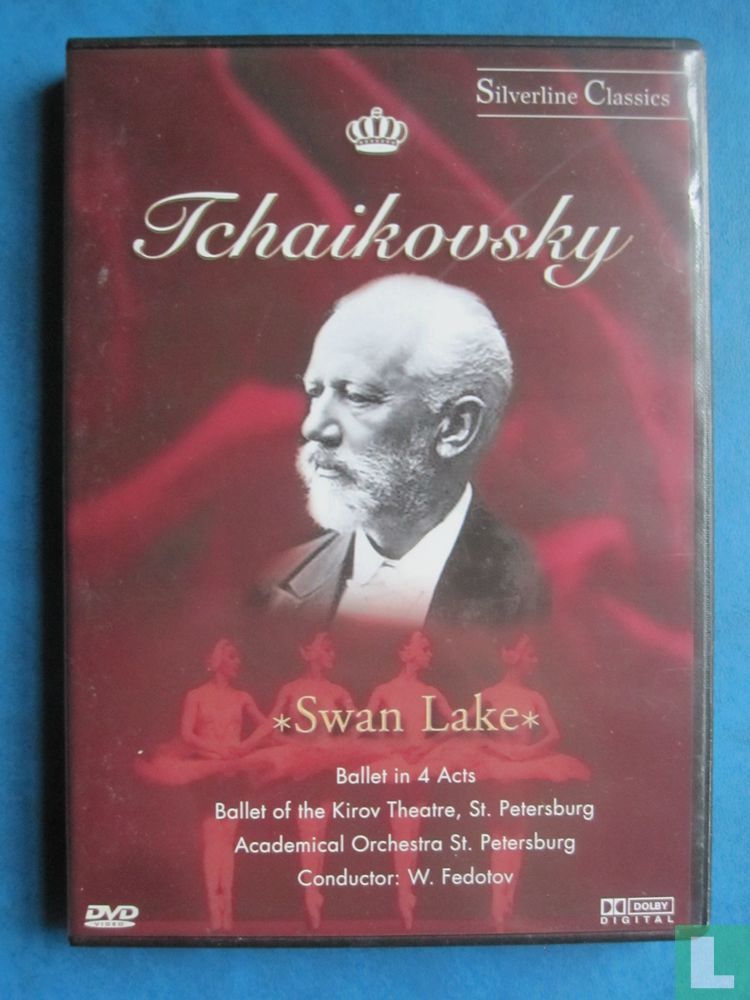 Silverline Classics
Tchaikovsky
*Swan Lake*
Ballet in 4 Acts
Ballet of the Kirov Theatre, St. Petersburg
Academical Orchestra St. Petersburg
Conductor: W. Fedotov
DVD
VIDEO
DOLBY
DIGITAL
L